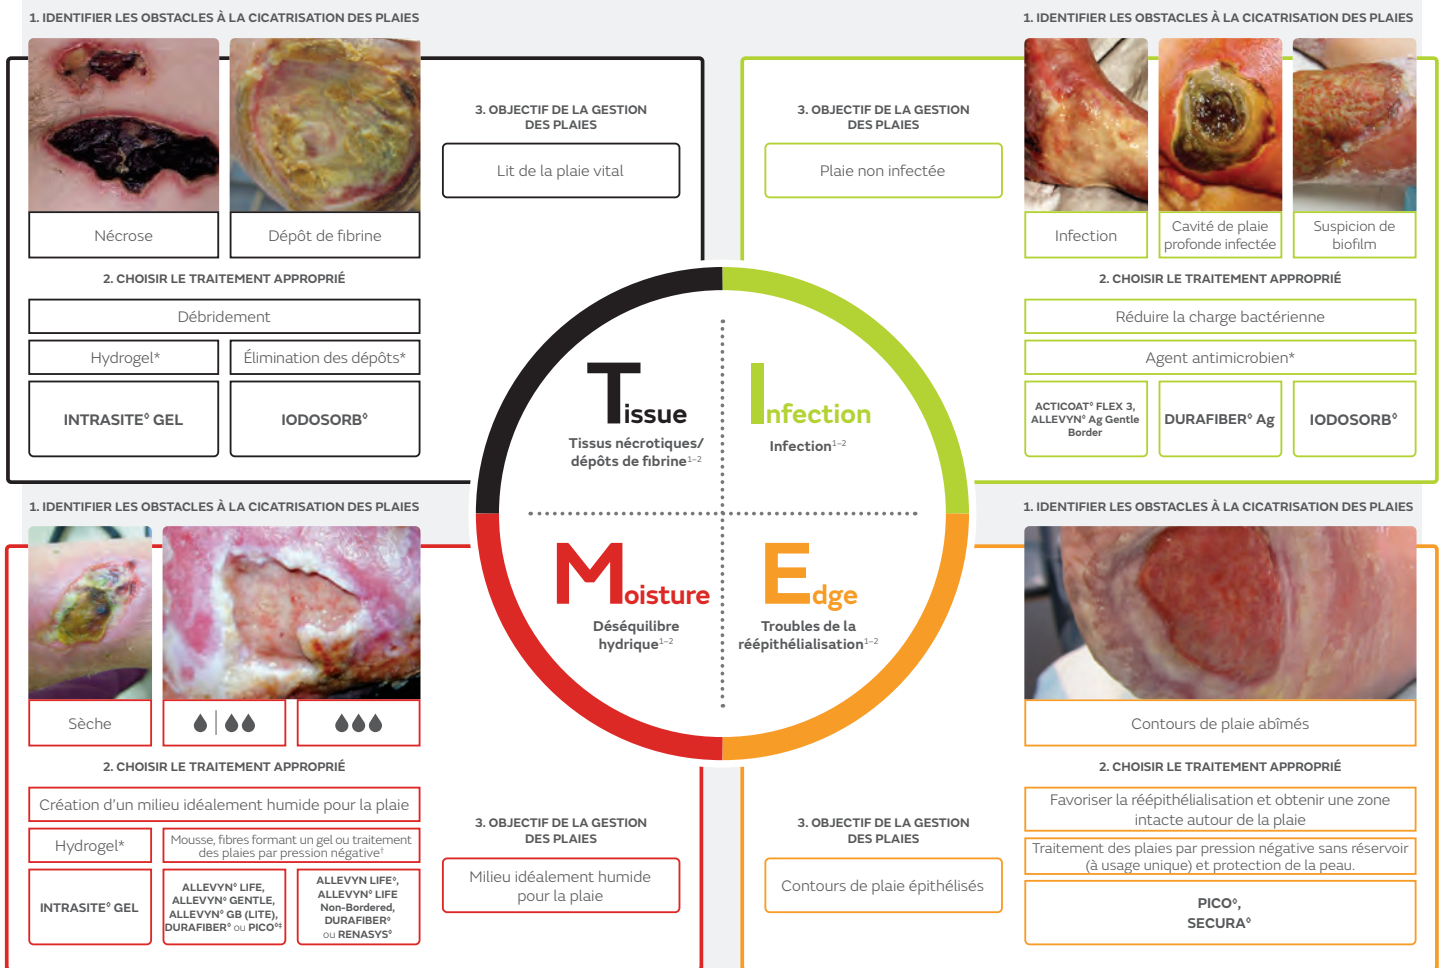 1. IDENTIFIER LES OBSTACLES À LA CICATRISATION DES PLAIES
Nécrose
Dépôt de fibrine
2. CHOISIR LE TRAITEMENT APPROPRIÉ
Débridement
Hydrogel*
Élimination des dépôts*
INTRASITE◊ GEL
IODOSORB◊
3. OBJECTIF DE LA GESTION
DES PLAIES
Lit de la plaie vital
3. OBJECTIF DE LA GESTION
DES PLAIES
Plaie non infectée
1. IDENTIFIER LES OBSTACLES À LA CICATRISATION DES PLAIES
Infection
Cavité de plaie
profonde infectée
Suspicion de
biofilm
2. CHOISIR LE TRAITEMENT APPROPRIÉ
Réduire la charge bactérienne
Agent antimicrobien*
ACTICOAT◊ FLEX 3,
ALLEVYN◊ Ag Gentle
Border
DURAFIBER◊ Ag
IODOSORB◊
Tissue
Tissus nécrotiques/
dépôts de fibrine1–2
Infection
Infection1–2
Moisture
Déséquilibre
hydrique1–2
Edge
Troubles de la
réépithélialisation1–2
1. IDENTIFIER LES OBSTACLES À LA CICATRISATION DES PLAIES
Sèche
2. CHOISIR LE TRAITEMENT APPROPRIÉ
Création d'un milieu idéalement humide pour la plaie
Hydrogel*
Mousse, fibres formant un gel ou traitement
des plaies par pression négative†
INTRASITE◊ GEL
ALLEVYN◊ LIFE,
ALLEVYN◊ GENTLE,
ALLEVYN◊ GB (LITE),
DURAFIBER◊ ou PICO◊‡
ALLEVYN LIFE◊,
ALLEVYN◊ LIFE
Non-Bordered,
DURAFIBER◊
ou RENASYS◊
3. OBJECTIF DE LA GESTION
DES PLAIES
Milieu idéalement humide
pour la plaie
3. OBJECTIF DE LA GESTION
DES PLAIES
Contours de plaie épithélisés
1. IDENTIFIER LES OBSTACLES À LA CICATRISATION DES PLAIES
Contours de plaie abîmés
2. CHOISIR LE TRAITEMENT APPROPRIÉ
Favoriser la réépithélialisation et obtenir une zone
intacte autour de la plaie
Traitement des plaies par pression négative sans réservoir
(à usage unique) et protection de la peau.
PICO◊,
SECURA◊